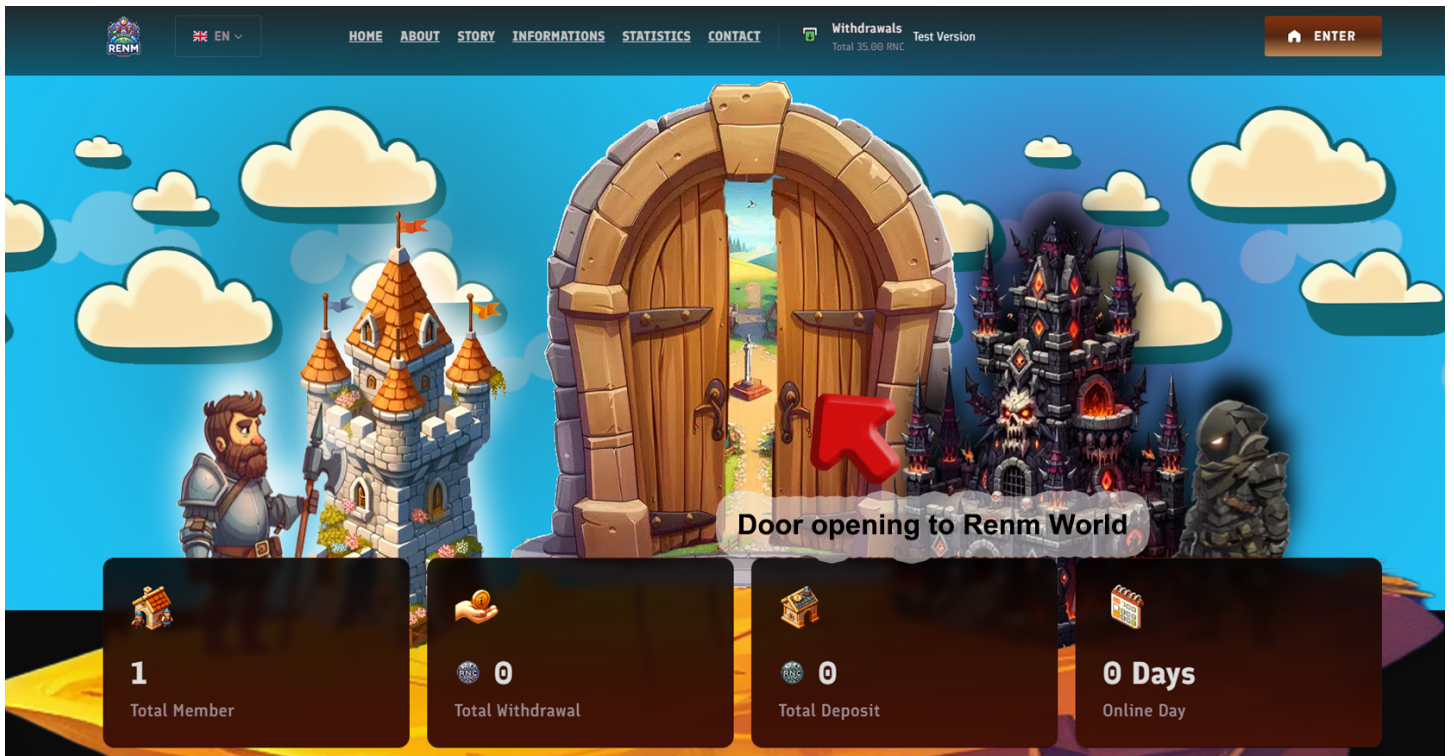 RENM
EN
HOME ABOUT STORY INFORMATIONS STATISTICS CONTACT
Withdrawals
Total 35.00 RNC
Test Version
ENTER
Door opening to Renm World
1
Total Member
RNC 0
Total Withdrawal
RNC 0
Total Deposit
0 Days
Online Day